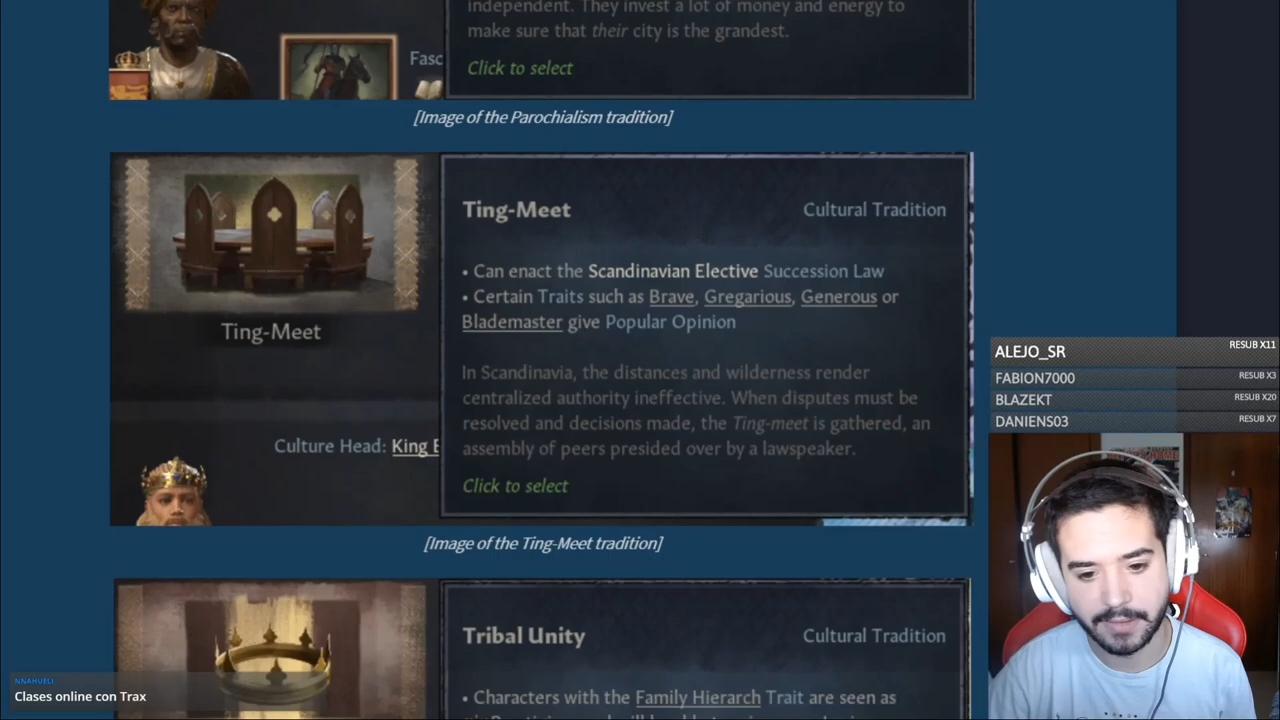 independent. They invest a lot of money and energy to
make sure that their city is the grandest.
Fasc
Click to select
[Image of the Parochialism tradition]
Ting-Meet
Cultural Tradition
• Can enact the Scandinavian Elective Succession Law
• Certain Traits such as Brave, Gregarious, Generous or
Blademaster give Popular Opinion
Ting-Meet
In Scandinavia, the distances and wilderness render
centralized authority ineffective. When disputes must be
resolved and decisions made, the Ting-meet is gathered, an
assembly of peers presided over by a lawspeaker.
Culture Head: King
Click to select
[Image of the Ting-Meet tradition]
Tribal Unity
Cultural Tradition
• Characters with the Family Hierarch Trait are seen as
ALEJO_SR
RESUB X11
FABION7000
RESUB X3
BLAZEKT
RESUB X20
DANIENS03
RESUB X7
NNAHUELI
Clases online con Trax